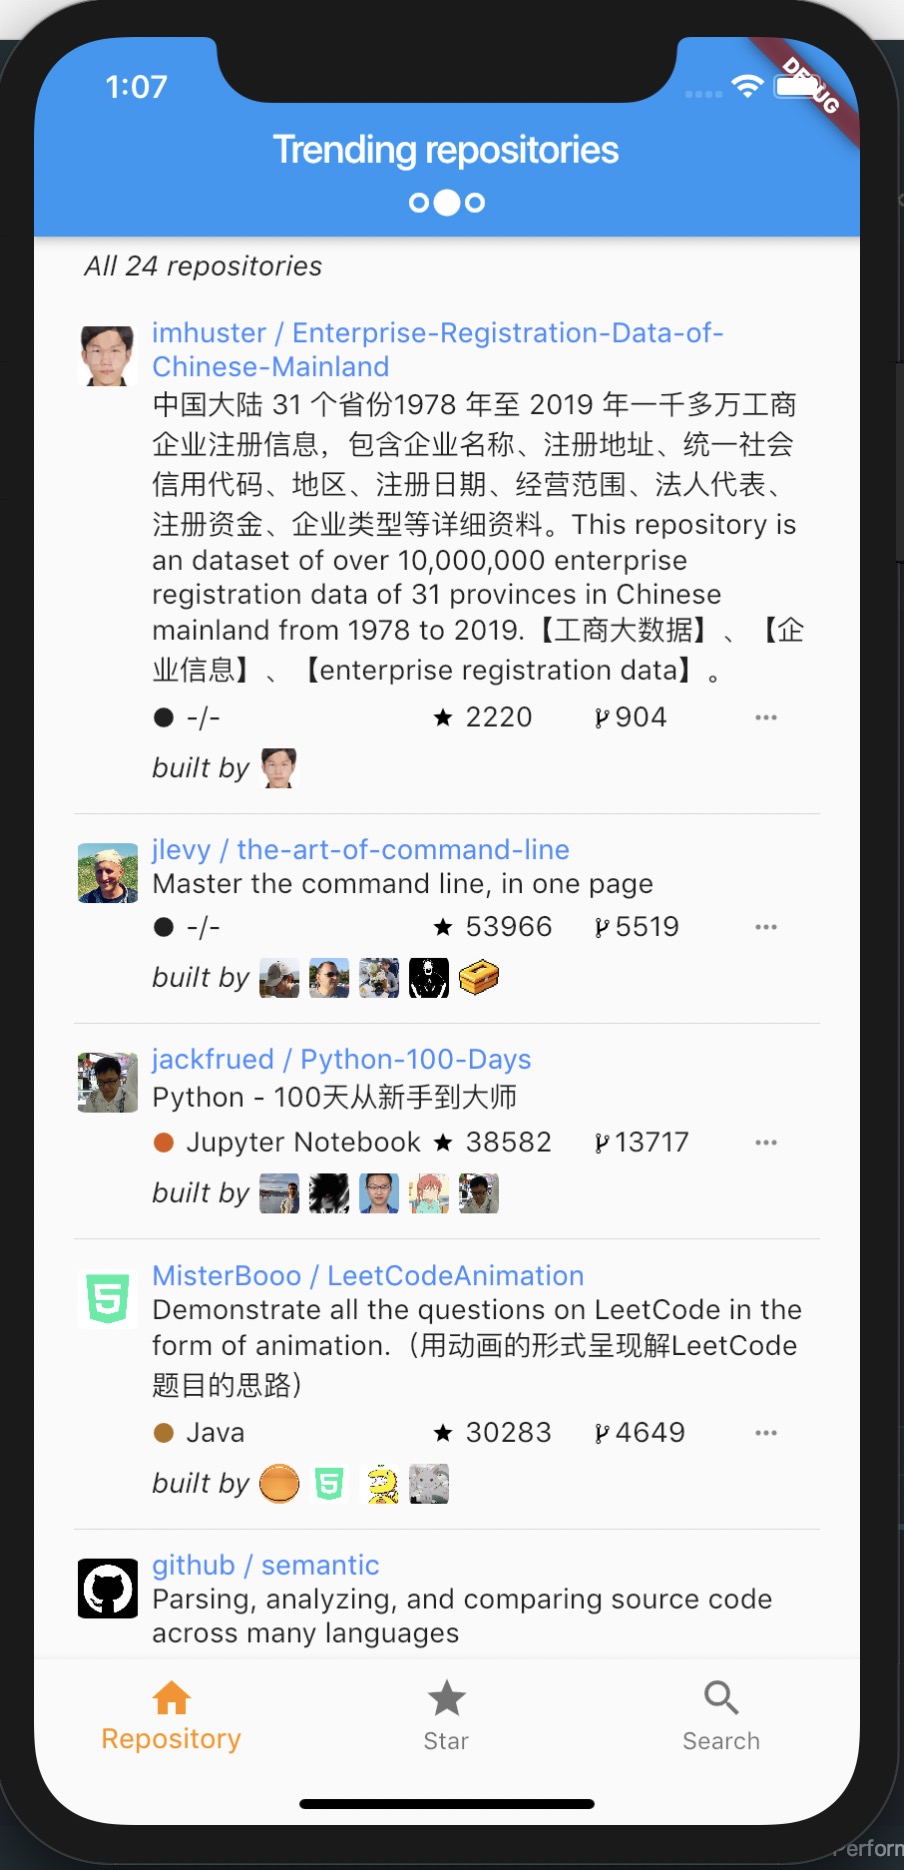 1:07
DEBUG
Trending repositories
All 24 repositories
imhuster / Enterprise-Registration-Data-of-
Chinese-Mainland
中国大陆 31 个省份1978 年至 2019 年一千多万工商
企业注册信息，包含企业名称、注册地址、统一社会
信用代码、地区、注册日期、经营范围、法人代表、
注册资金、企业类型等详细资料。This repository is
an dataset of over 10,000,000 enterprise
registration data of 31 provinces in Chinese
mainland from 1978 to 2019.【工商大数据】、【企
业信息】、【enterprise registration data】。
-/- ★ 2220 904 •••
built by
jlevy / the-art-of-command-line
Master the command line, in one page
-/- ★ 53966 5519 •••
built by
jackfrued / Python-100-Days
Python - 100天从新手到大师
Jupyter Notebook ★ 38582 13717 •••
built by
MisterBooo / LeetCodeAnimation
Demonstrate all the questions on LeetCode in the
form of animation.（用动画的形式呈现解LeetCode
题目的思路）
Java ★ 30283 4649 •••
built by
github / semantic
Parsing, analyzing, and comparing source code
across many languages
Repository Star Search